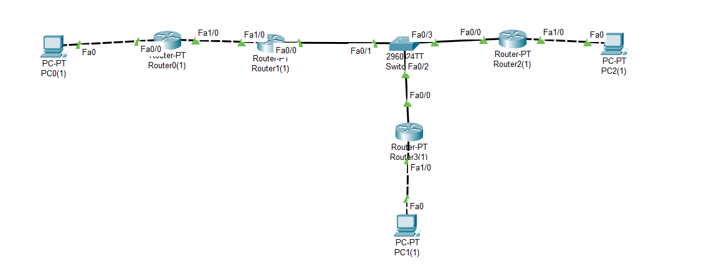 Fa0
PC-PT
PC0(1)
Fa0/0
Router-PT
Router0(1)
Fa1/0
Fa1/0
Router-PT
Router1(1)
Fa0/0
Fa0/1
2960-24TT
Fa0/3
Fa0/2
Fa0/0
Router-PT
Router2(1)
Fa1/0
Fa0
PC-PT
PC2(1)
Fa0/0
Router-PT
Router3(1)
Fa1/0
Fa0
PC-PT
PC1(1)